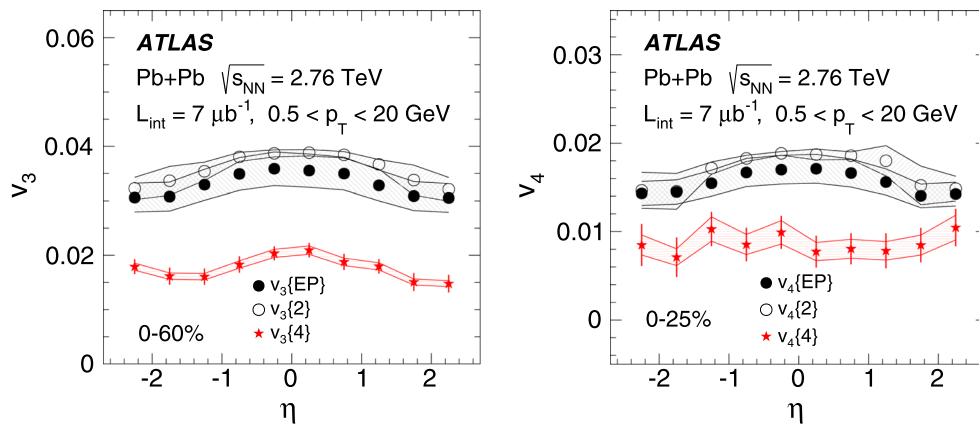 ATLAS
Pb+Pb √sNN = 2.76 TeV
Lint = 7 μb-1, 0.5 < pT < 20 GeV
v3
0.06
0.04
0.02
0
v3{EP}
v3{2}
v3{4}
0-60%
-2 -1 0 1 2
η
ATLAS
Pb+Pb √sNN = 2.76 TeV
Lint = 7 μb-1, 0.5 < pT < 20 GeV
v4
0.03
0.02
0.01
0
v4{EP}
v4{2}
v4{4}
0-25%
-2 -1 0 1 2
η